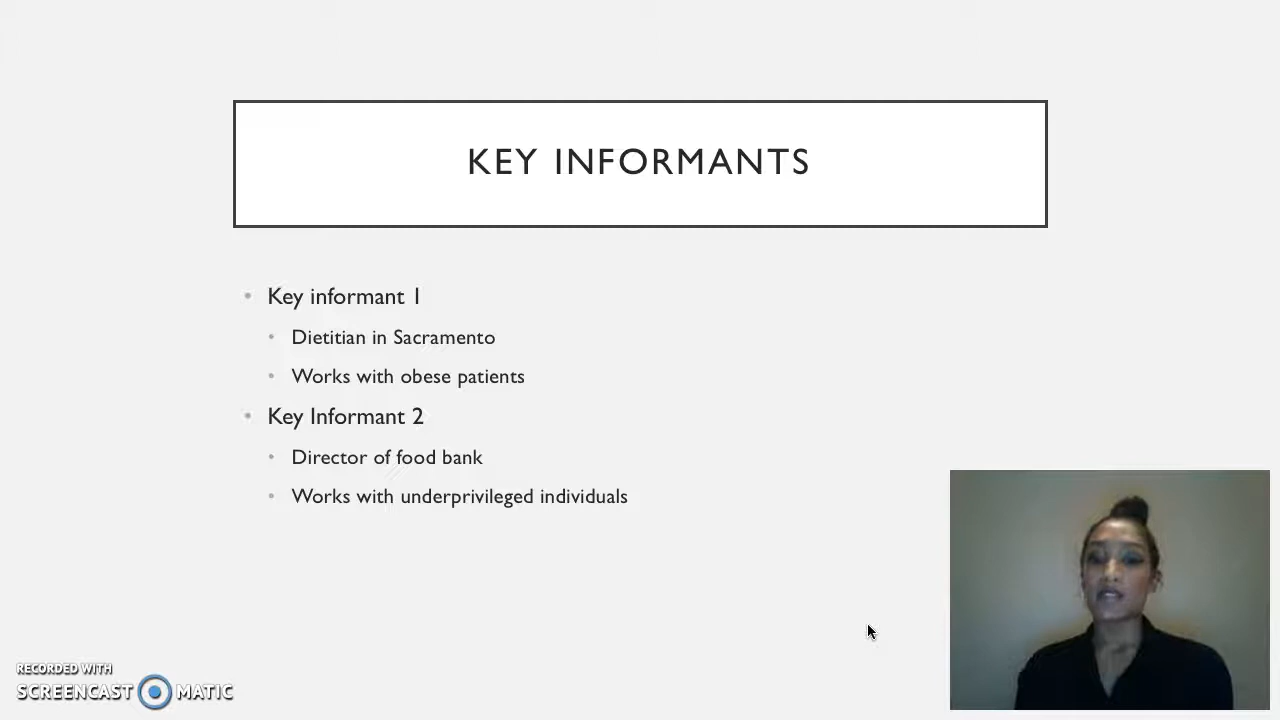 KEY INFORMANTS
Key informant 1
Dietitian in Sacramento
Works with obese patients
Key Informant 2
Director of food bank
Works with underprivileged individuals
RECORDED WITH
SCREENCAST MATIC